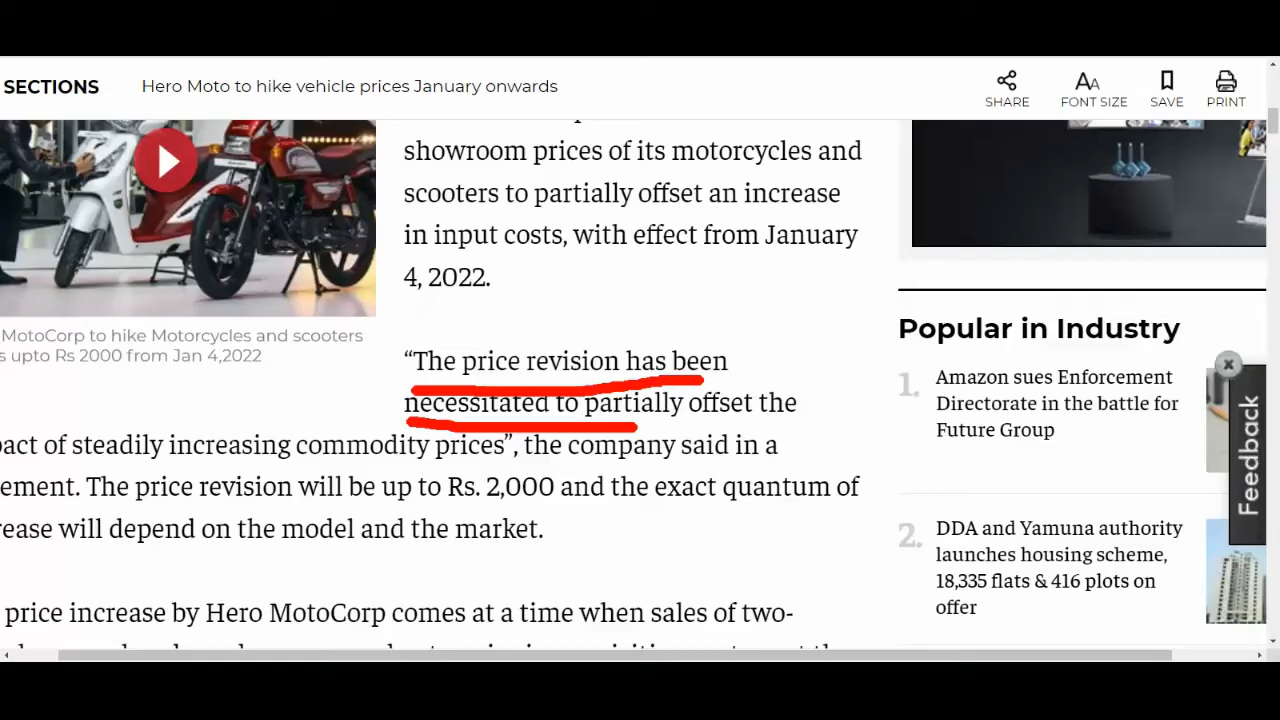 SECTIONS
Hero Moto to hike vehicle prices January onwards
SHARE
FONT SIZE
SAVE
PRINT
showroom prices of its motorcycles and
scooters to partially offset an increase
in input costs, with effect from January
4, 2022.
MotoCorp to hike Motorcycles and scooters
s upto Rs 2000 from Jan 4,2022
“The price revision has been
necessitated to partially offset the
pact of steadily increasing commodity prices”, the company said in a
ement. The price revision will be up to Rs. 2,000 and the exact quantum of
rease will depend on the model and the market.
price increase by Hero MotoCorp comes at a time when sales of two-
Popular in Industry
1. Amazon sues Enforcement
Directorate in the battle for
Future Group
2. DDA and Yamuna authority
launches housing scheme,
18,335 flats & 416 plots on
offer
x
Feedback